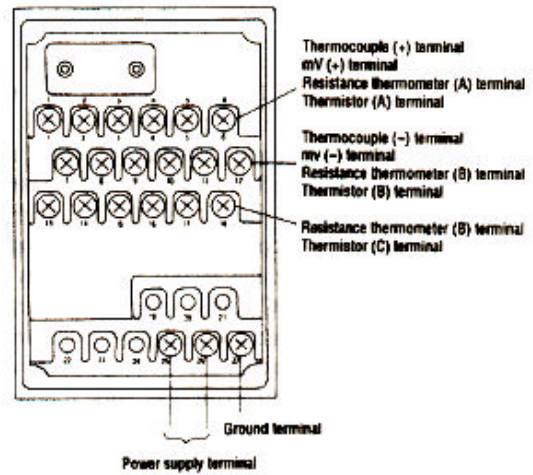 Thermocouple (+) terminal
mV (+) terminal
Resistance thermometer (A) terminal
Thermistor (A) terminal
Thermocouple (−) terminal
mv (−) terminal
Resistance thermometer (B) terminal
Thermistor (B) terminal
Resistance thermometer (B') terminal
Thermistor (C) terminal
Ground terminal
Power supply terminal